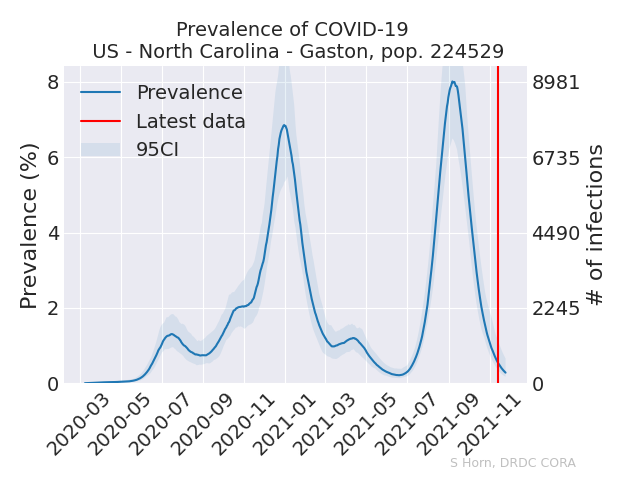 Prevalence of COVID-19
US - North Carolina - Gaston, pop. 224529
Prevalence
Latest data
95CI
Prevalence (%)
8
6
4
2
0
8981
6735
4490
2245
0
# of infections
2020-03
2020-05
2020-07
2020-09
2020-11
2021-01
2021-03
2021-05
2021-07
2021-09
2021-11
S Horn, DRDC CORA